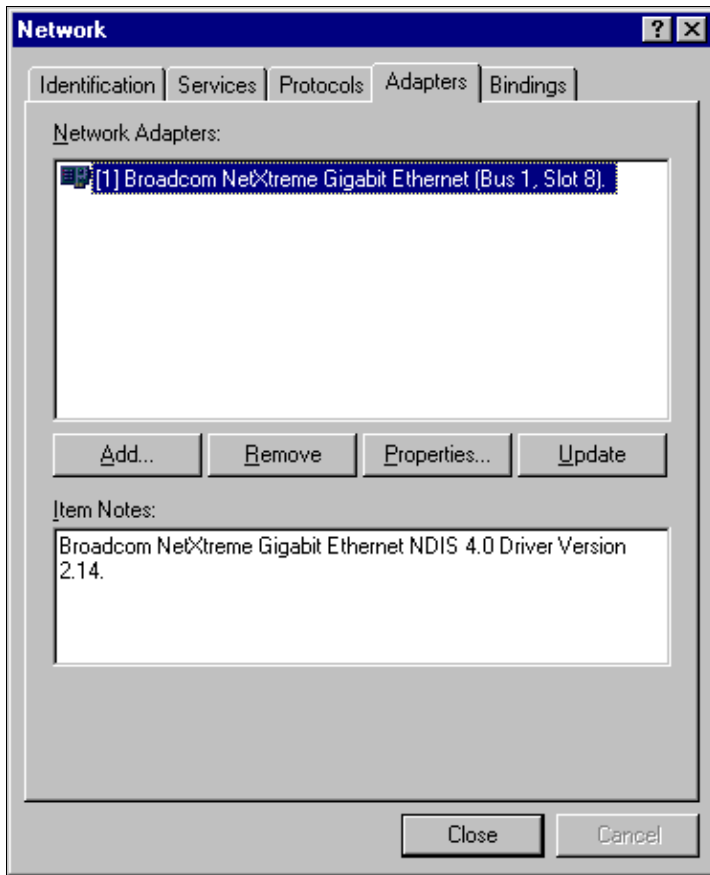 Network
Identification Services Protocols Adapters Bindings
Network Adapters:
[1] Broadcom NetXtreme Gigabit Ethernet (Bus 1, Slot 8).
Add... Remove Properties... Update
Item Notes:
Broadcom NetXtreme Gigabit Ethernet NDIS 4.0 Driver Version
2.14.
Close Cancel